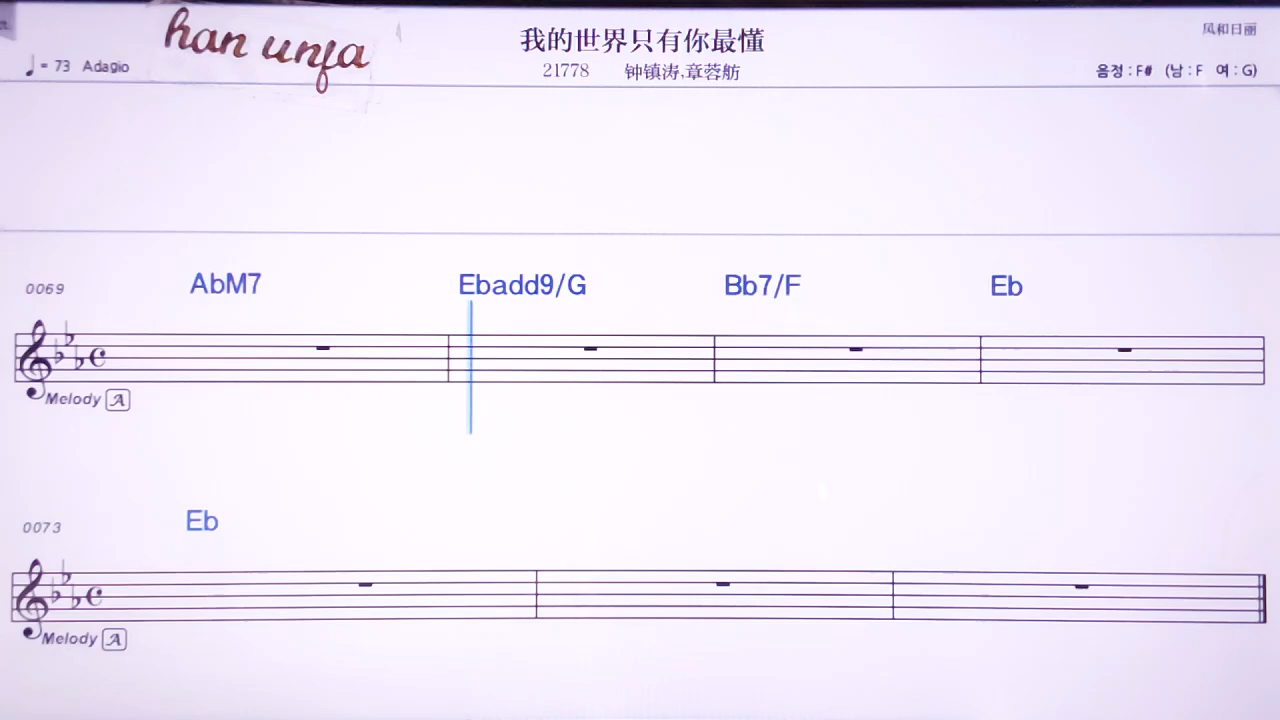 han unfa
我的世界只有你最懂
风和日丽
♩= 73 Adagio
21778 钟镇涛,章蓉舫
음정 : F# (남 : F 여 : G)
0069 AbM7 Ebadd9/G Bb7/F Eb
Melody A
0073 Eb
Melody A